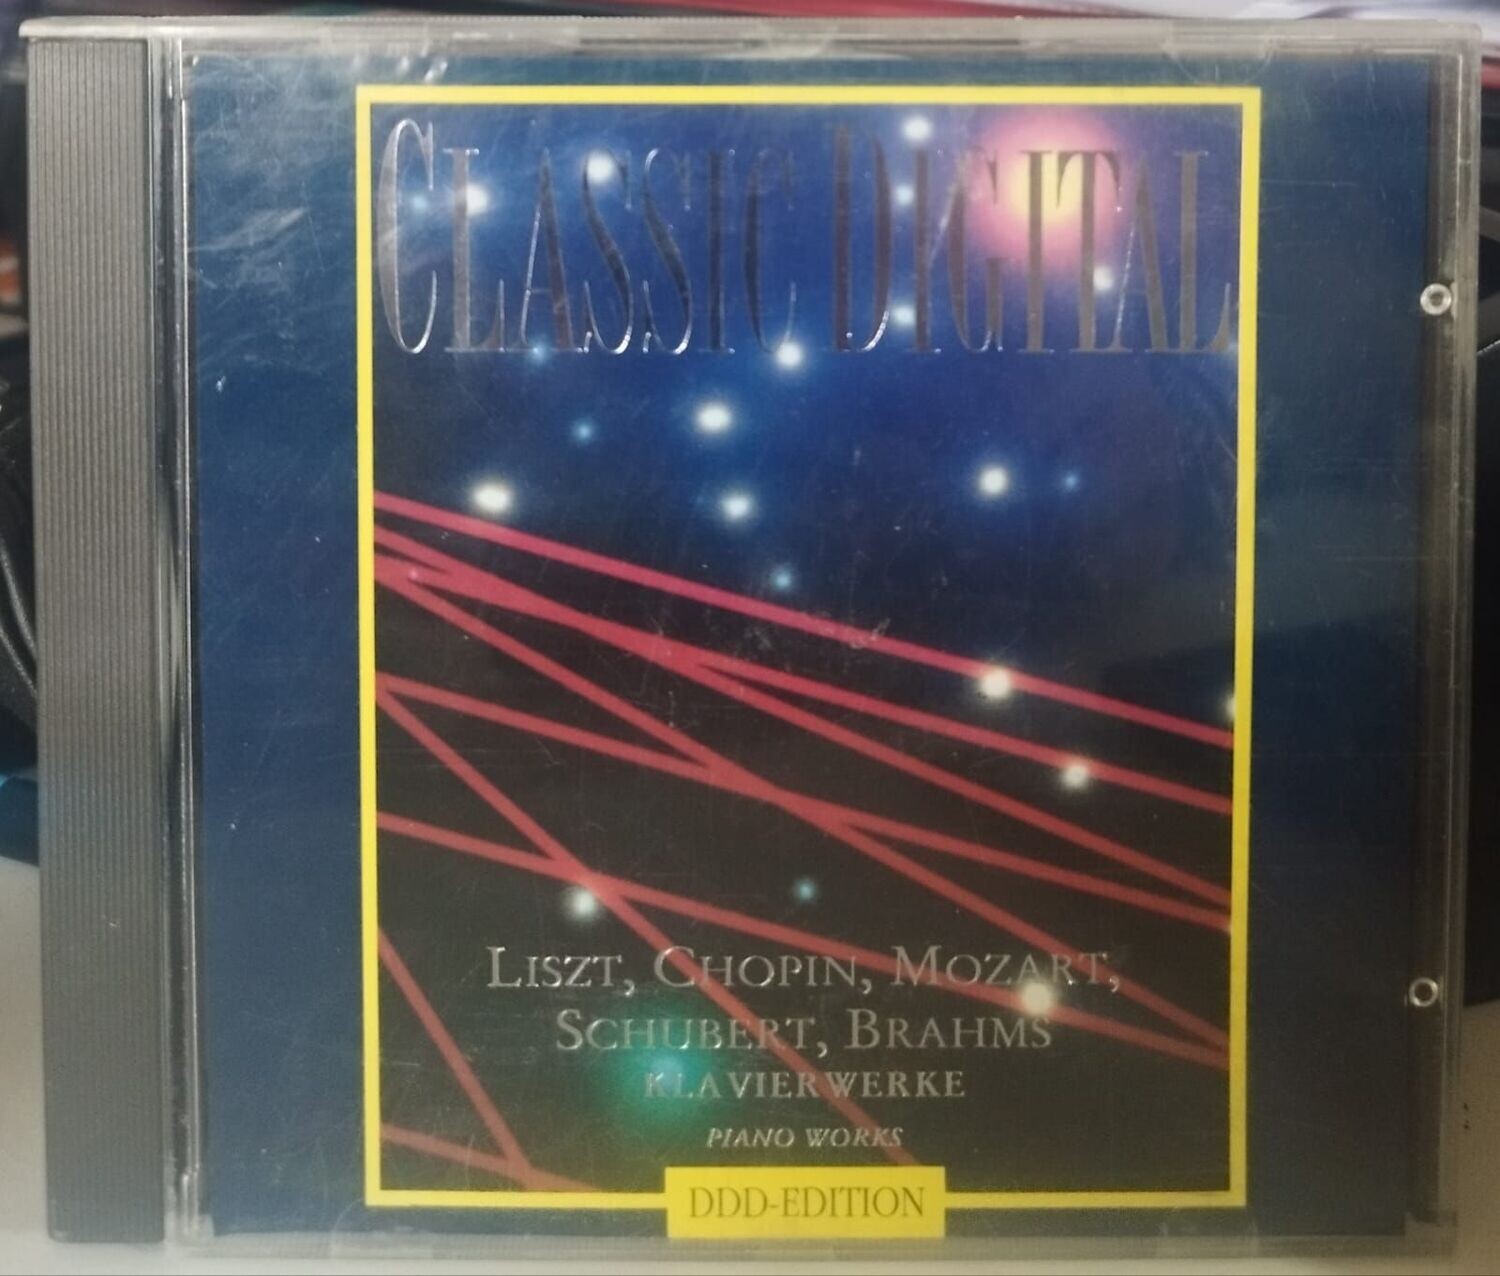 CLASSIC DIGITAL
LISZT, CHOPIN, MOZART,
SCHUBERT, BRAHMS
KLAVIERWERKE
PIANO WORKS
DDD-EDITION